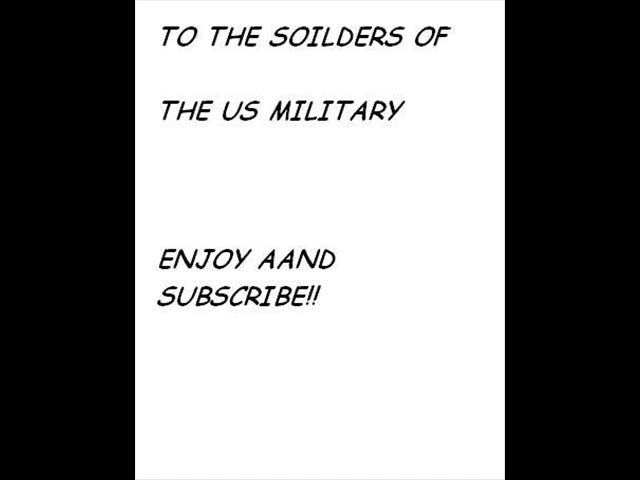 TO THE SOILDERS OF
THE US MILITARY
ENJOY AAND
SUBSCRIBE!!